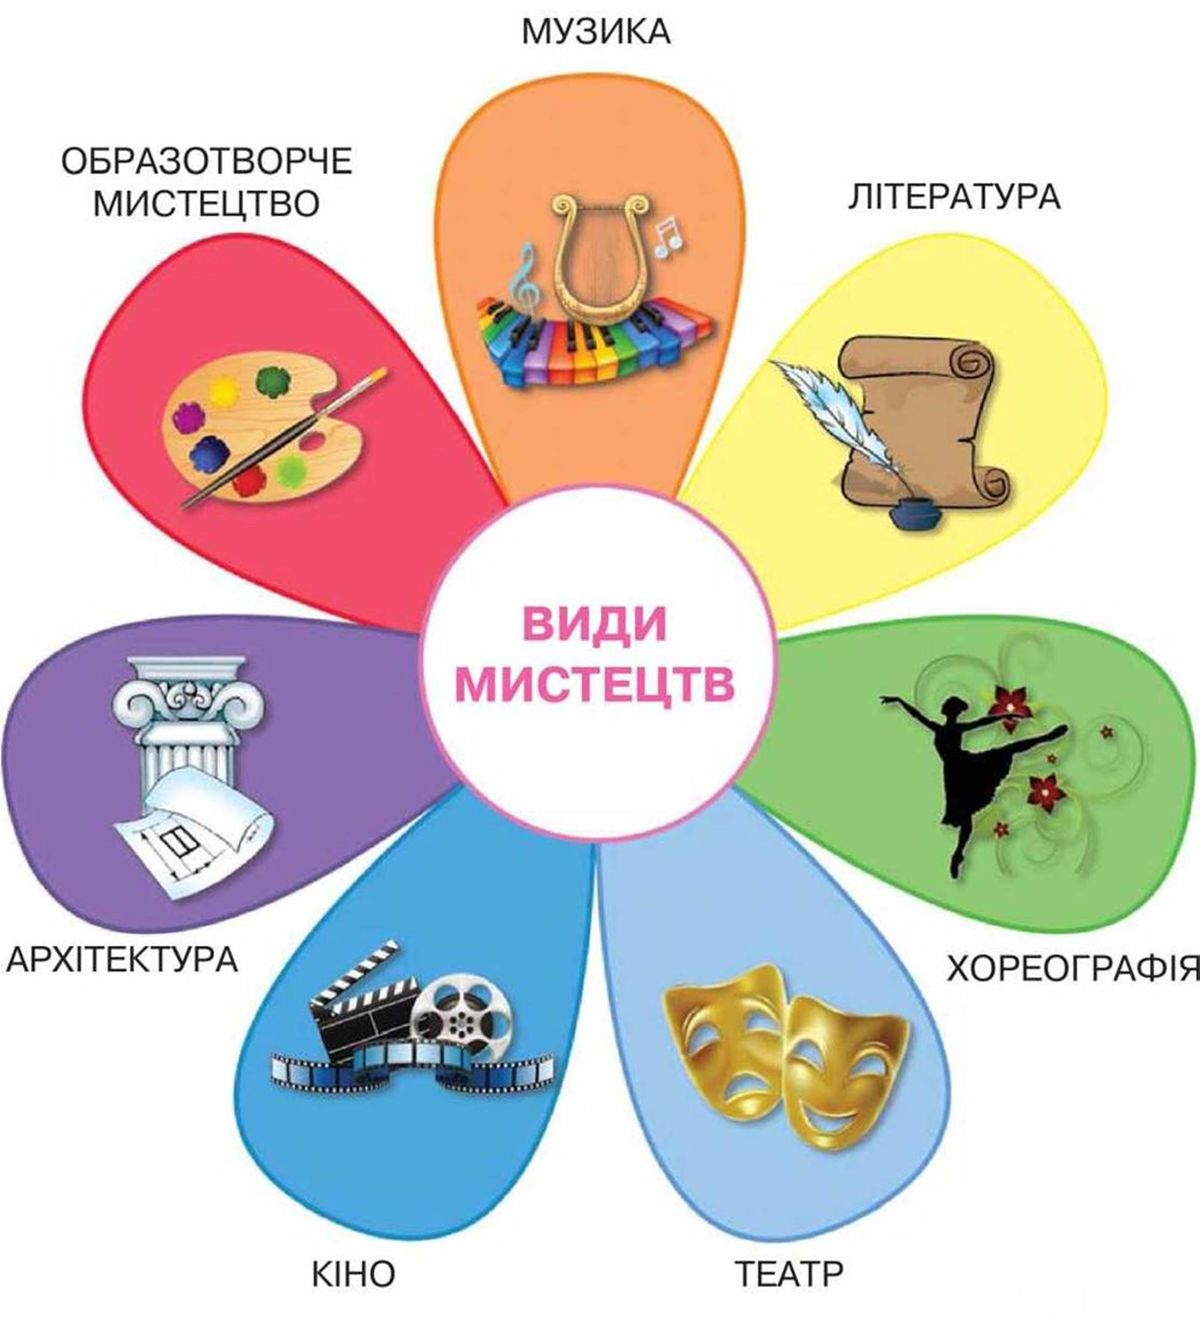 МУЗИКА
ОБРАЗОТВОРЧЕ
МИСТЕЦТВО
ЛІТЕРАТУРА
ВИДИ
МИСТЕЦТВ
АРХІТЕКТУРА
ХОРЕОГРАФІЯ
КІНО
ТЕАТР